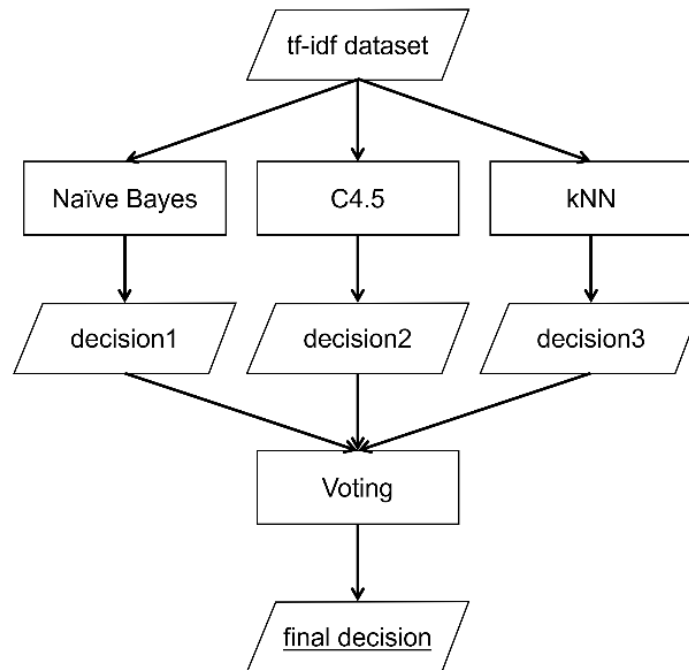 tf-idf dataset
Naïve Bayes
C4.5
kNN
decision1
decision2
decision3
Voting
final decision